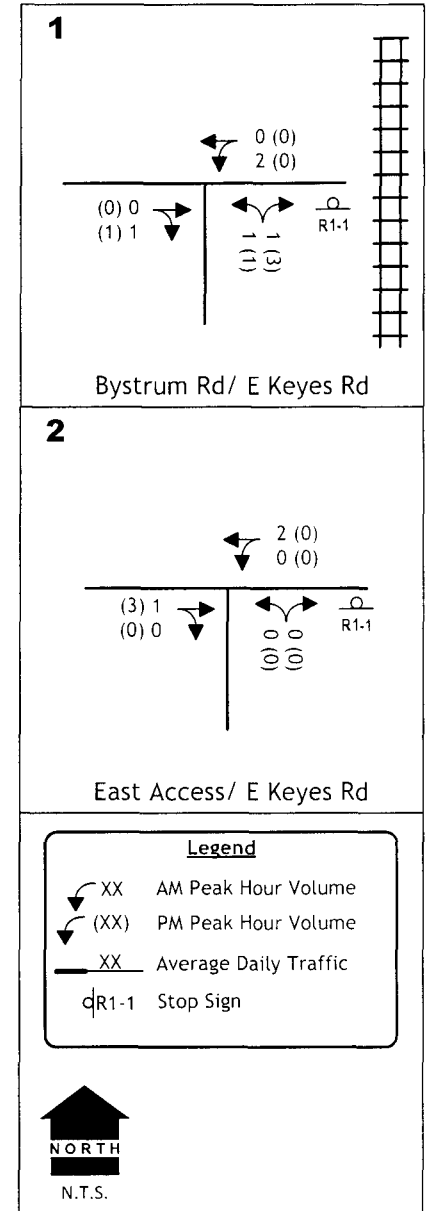 1
0 (0)
2 (0)
(0) 0
(1) 1
1 (1)
1 (3)
R1-1
Bystrum Rd/ E Keyes Rd
2
2 (0)
0 (0)
(3) 1
(0) 0
0 (0)
0 (0)
R1-1
East Access/ E Keyes Rd
Legend
XX AM Peak Hour Volume
(XX) PM Peak Hour Volume
XX Average Daily Traffic
R1-1 Stop Sign
NORTH
N.T.S.